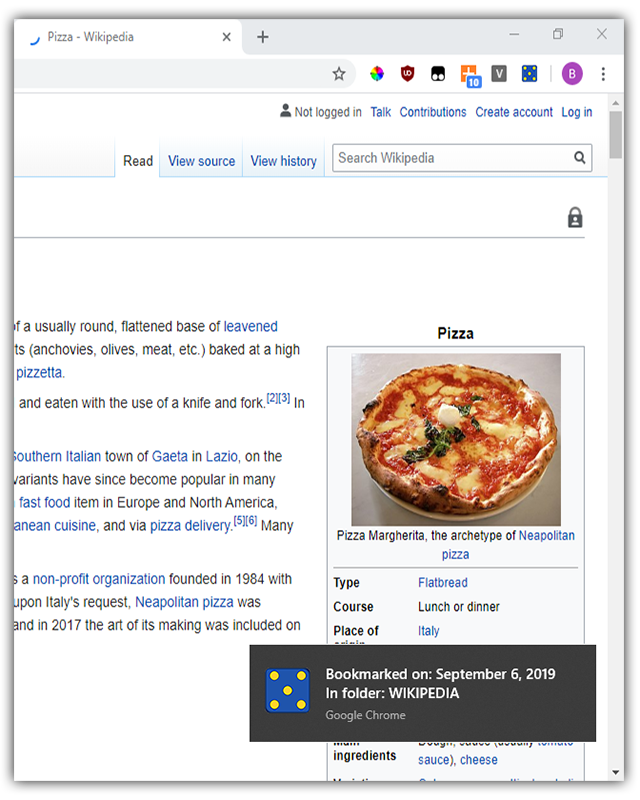 Pizza - Wikipedia
10
V
B
Not logged in Talk Contributions Create account Log in
Read View source View history Search Wikipedia
of a usually round, flattened base of leavened
ts (anchovies, olives, meat, etc.) baked at a high
pizzetta.
and eaten with the use of a knife and fork.[2][3] In
Southern Italian town of Gaeta in Lazio, on the
variants have since become popular in many
fast food item in Europe and North America,
anean cuisine, and via pizza delivery.[5][6] Many
s a non-profit organization founded in 1984 with
upon Italy's request, Neapolitan pizza was
and in 2017 the art of its making was included on
Pizza
Pizza Margherita, the archetype of Neapolitan
pizza
Type Flatbread
Course Lunch or dinner
Place of Italy
origin
Bookmarked on: September 6, 2019
In folder: WIKIPEDIA
Google Chrome
Main Dough, sauce (usually tomato
ingredients sauce), cheese